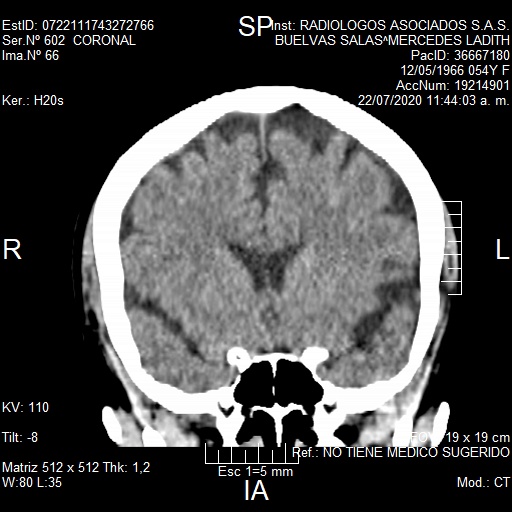 EstID: 0722111743272766
Ser.Nº 602 CORONAL
Ima.Nº 66
Ker.: H20s
SP
Inst: RADIOLOGOS ASOCIADOS S.A.S.
BUELVAS SALAS^MERCEDES LADITH
PacID: 36667180
12/05/1966 054Y F
AccNum: 19214901
22/07/2020 11:44:03 a. m.
R
L
KV: 110
Tilt: -8
Matriz 512 x 512 Thk: 1,2
W:80 L:35
Esc 1=5 mm
IA
FOV: 19 x 19 cm
Ref.: NO TIENE MEDICO SUGERIDO
Mod.: CT